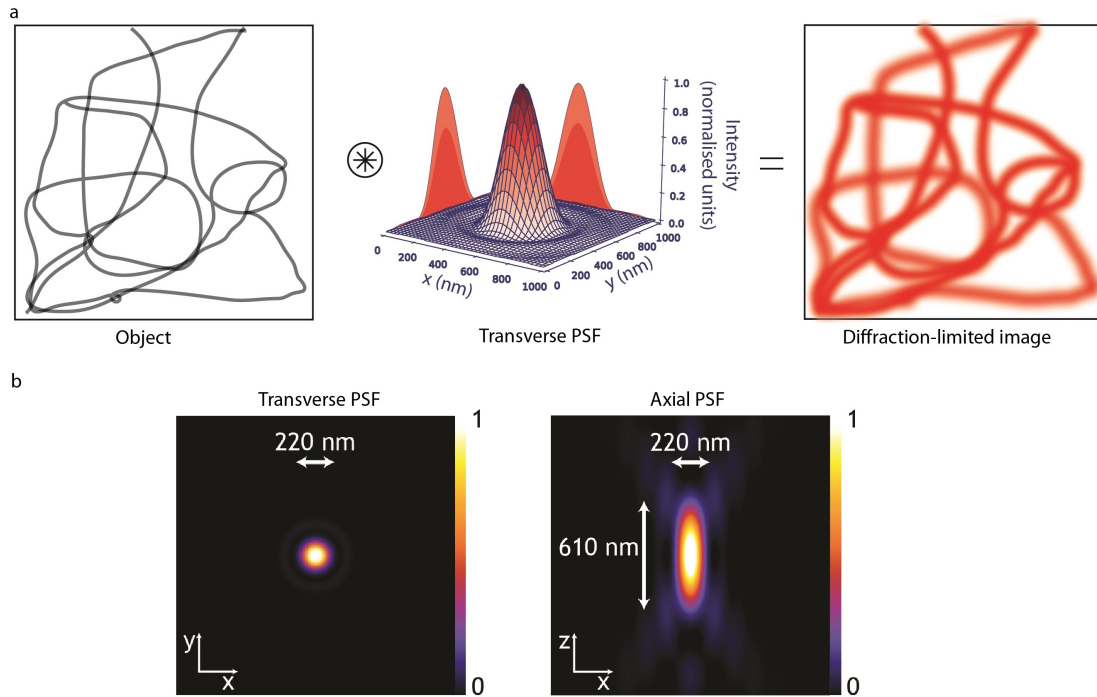 a
1.0
0.8
0.6
0.4
0.2
0.0
Intensity
(normalised units)
0
200
400
600
800
1000
x (nm)
0
200
400
600
800
1000
y (nm)
=
Object
Transverse PSF
Diffraction-limited image
b
Transverse PSF
1
220 nm
y
x
0
Axial PSF
1
220 nm
610 nm
z
x
0